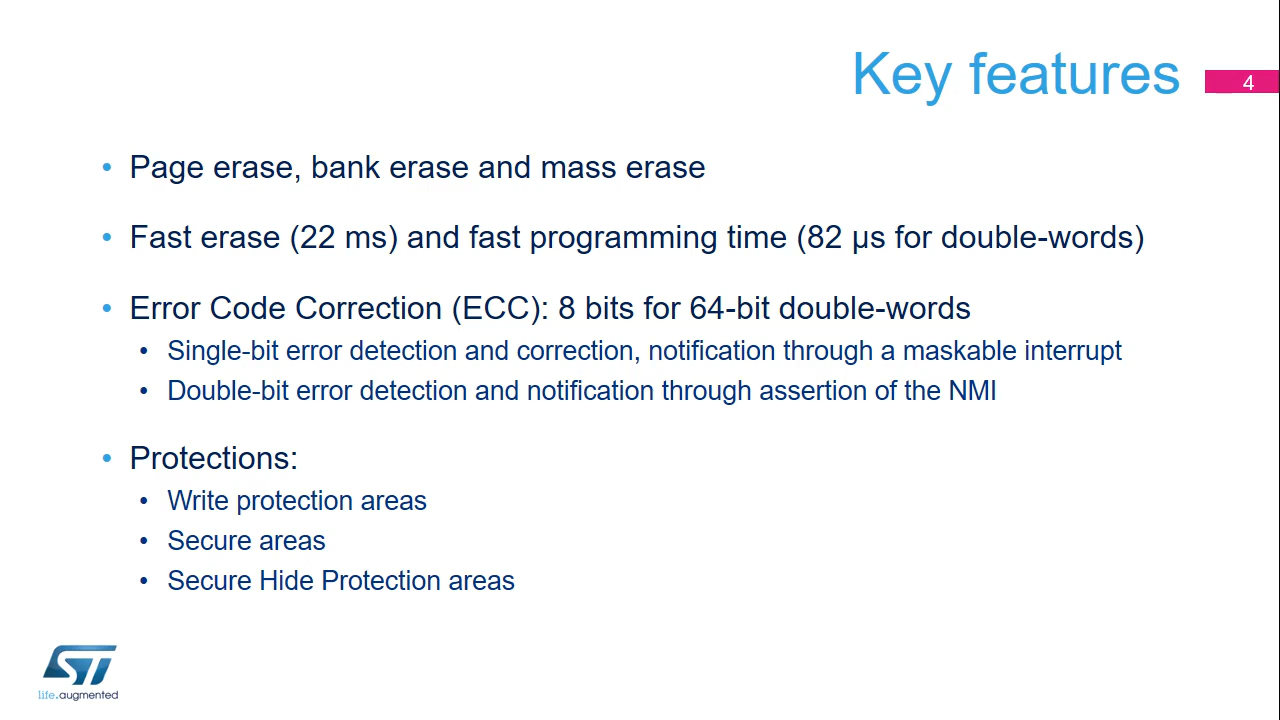 Key features
4
• Page erase, bank erase and mass erase
• Fast erase (22 ms) and fast programming time (82 µs for double-words)
• Error Code Correction (ECC): 8 bits for 64-bit double-words
• Single-bit error detection and correction, notification through a maskable interrupt
• Double-bit error detection and notification through assertion of the NMI
• Protections:
• Write protection areas
• Secure areas
• Secure Hide Protection areas
ST
life.augmented